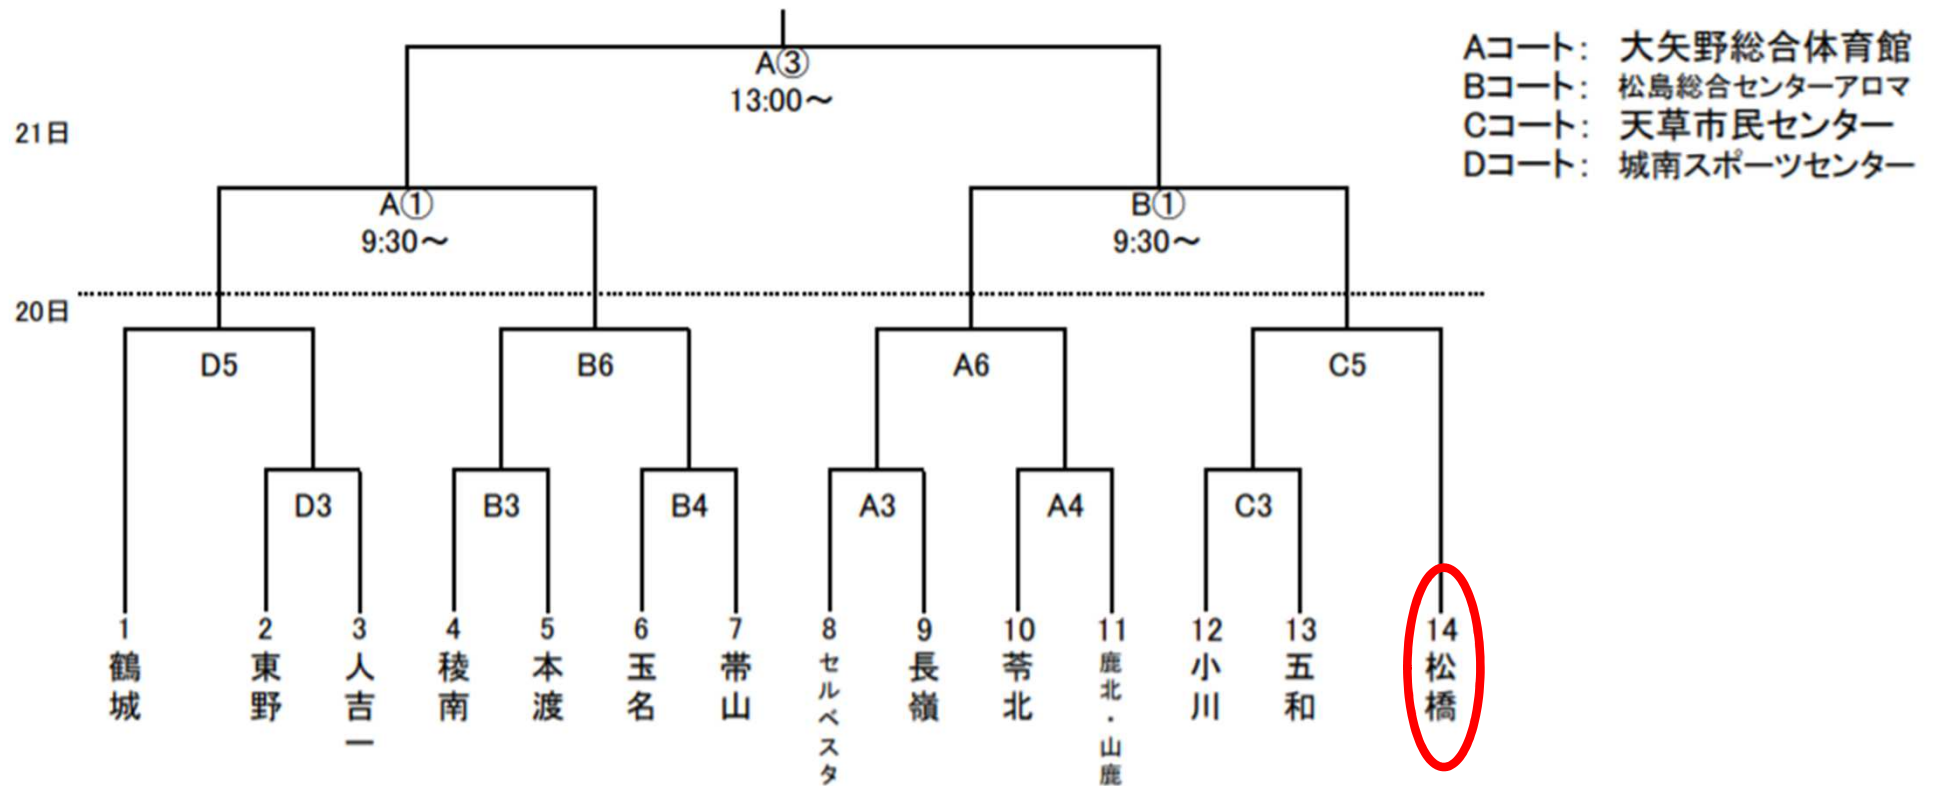 A③
13:00～
Aコート： 大矢野総合体育館
Bコート： 松島総合センターアロマ
Cコート： 天草市民センター
Dコート： 城南スポーツセンター
21日
A①
9:30～
B①
9:30～
20日
D5
B6
A6
C5
D3
B3
B4
A3
A4
C3
1
鶴城
2
東野
3
人吉一
4
稜南
5
本渡
6
玉名
7
帯山
8
セルベスタ
9
長嶺
10
苓北
11
鹿北・山鹿
12
小川
13
五和
14
松橋